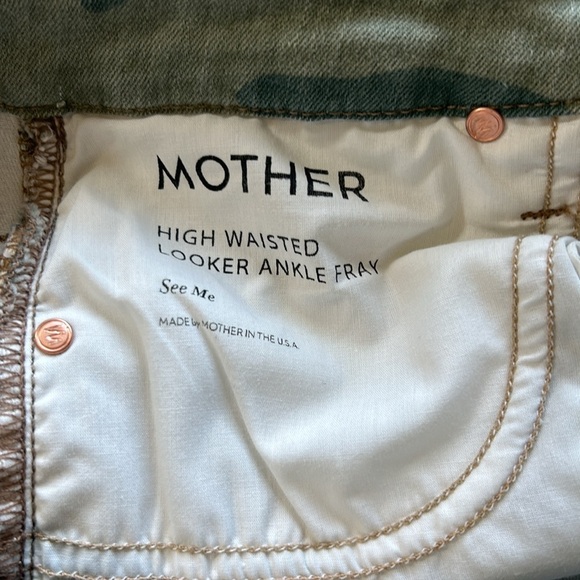 MOTHER
HIGH WAISTED
LOOKER ANKLE FRAY
See Me
MADE by MOTHER IN THE U.S.A.